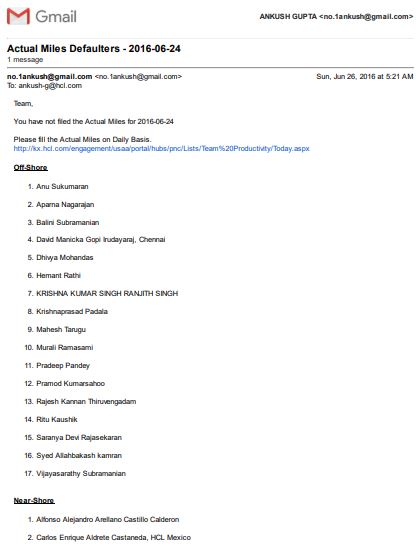 Gmail
ANKUSH GUPTA <no.1ankush@gmail.com>
Actual Miles Defaulters - 2016-06-24
1 message
no.1ankush@gmail.com <no.1ankush@gmail.com> Sun, Jun 26, 2016 at 5:21 AM
To: ankush-g@hcl.com
Team,
You have not filed the Actual Miles for 2016-06-24
Please fill the Actual Miles on Daily Basis.
http://kx.hcl.com/engagement/usaa/portal/hubs/pnc/Lists/Team%20Productivity/Today.aspx
Off-Shore
1. Anu Sukumaran
2. Aparna Nagarajan
3. Balini Subramanian
4. David Manicka Gopi Irudayaraj, Chennai
5. Dhivya Mohandas
6. Hemant Rathi
7. KRISHNA KUMAR SINGH RANJITH SINGH
8. Krishnaprasad Padala
9. Mahesh Tarugu
10. Murali Ramasami
11. Pradeep Pandey
12. Pramod Kumarsahoo
13. Rajesh Kannan Thiruvengadam
14. Ritu Kaushik
15. Saranya Devi Rajasekaran
16. Syed Allahbakash kamran
17. Vijayasarathy Subramanian
Near-Shore
1. Alfonso Alejandro Arellano Castillo Calderon
2. Carlos Enrique Aldrete Castaneda, HCL Mexico